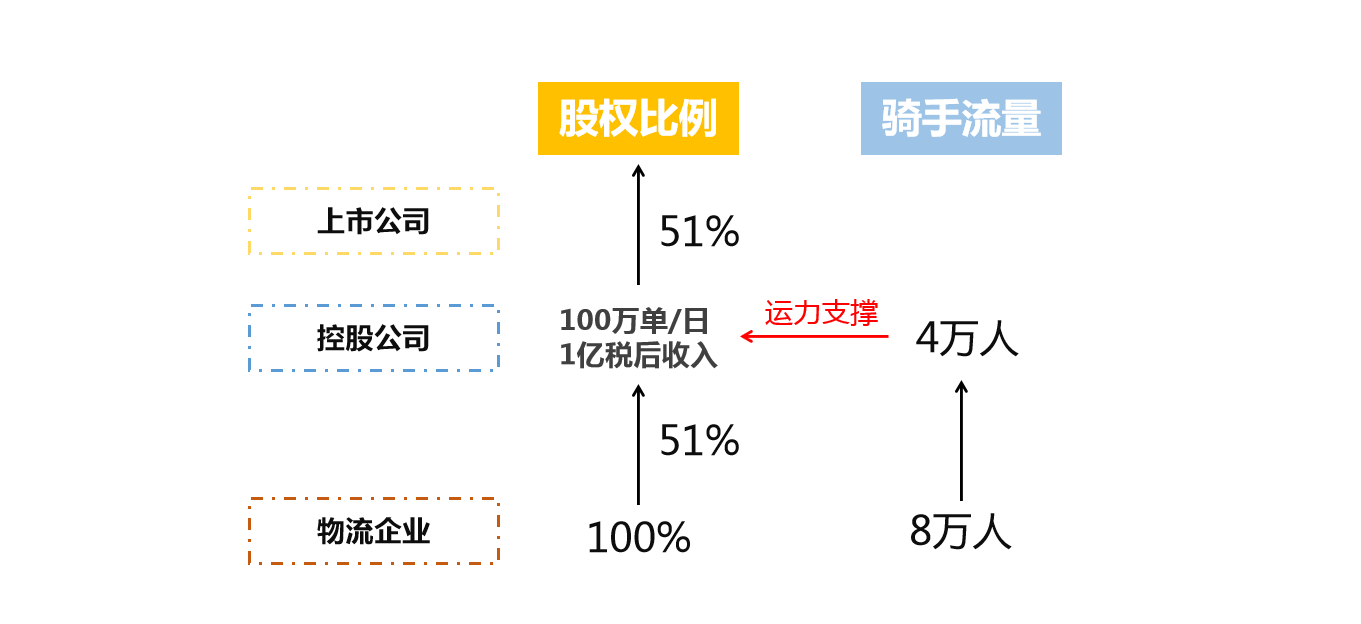 股权比例
骑手流量
上市公司
51%
控股公司
100万单/日
1亿税后收入
运力支撑
4万人
51%
物流企业
100%
8万人